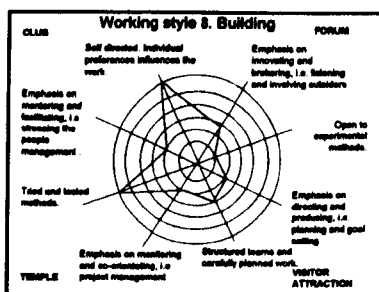 Working style 8. Building
CLUB
FORUM
Self directed. Individual
preferences influences the
work
Emphasis on
innovating and
brokering, i.e. listening
and involving outsiders
Emphasis on
mentoring and
facilitating, i.e
stressing the
people
management
Open to
experimental
methods.
Tried and tested
methods.
Emphasis on
directing and
producing, i.e
planning and goal
setting
Emphasis on monitoring
and co-orientating, i.e
project management
Structured teams and
carefully planned work.
TEMPLE
VISITOR
ATTRACTION